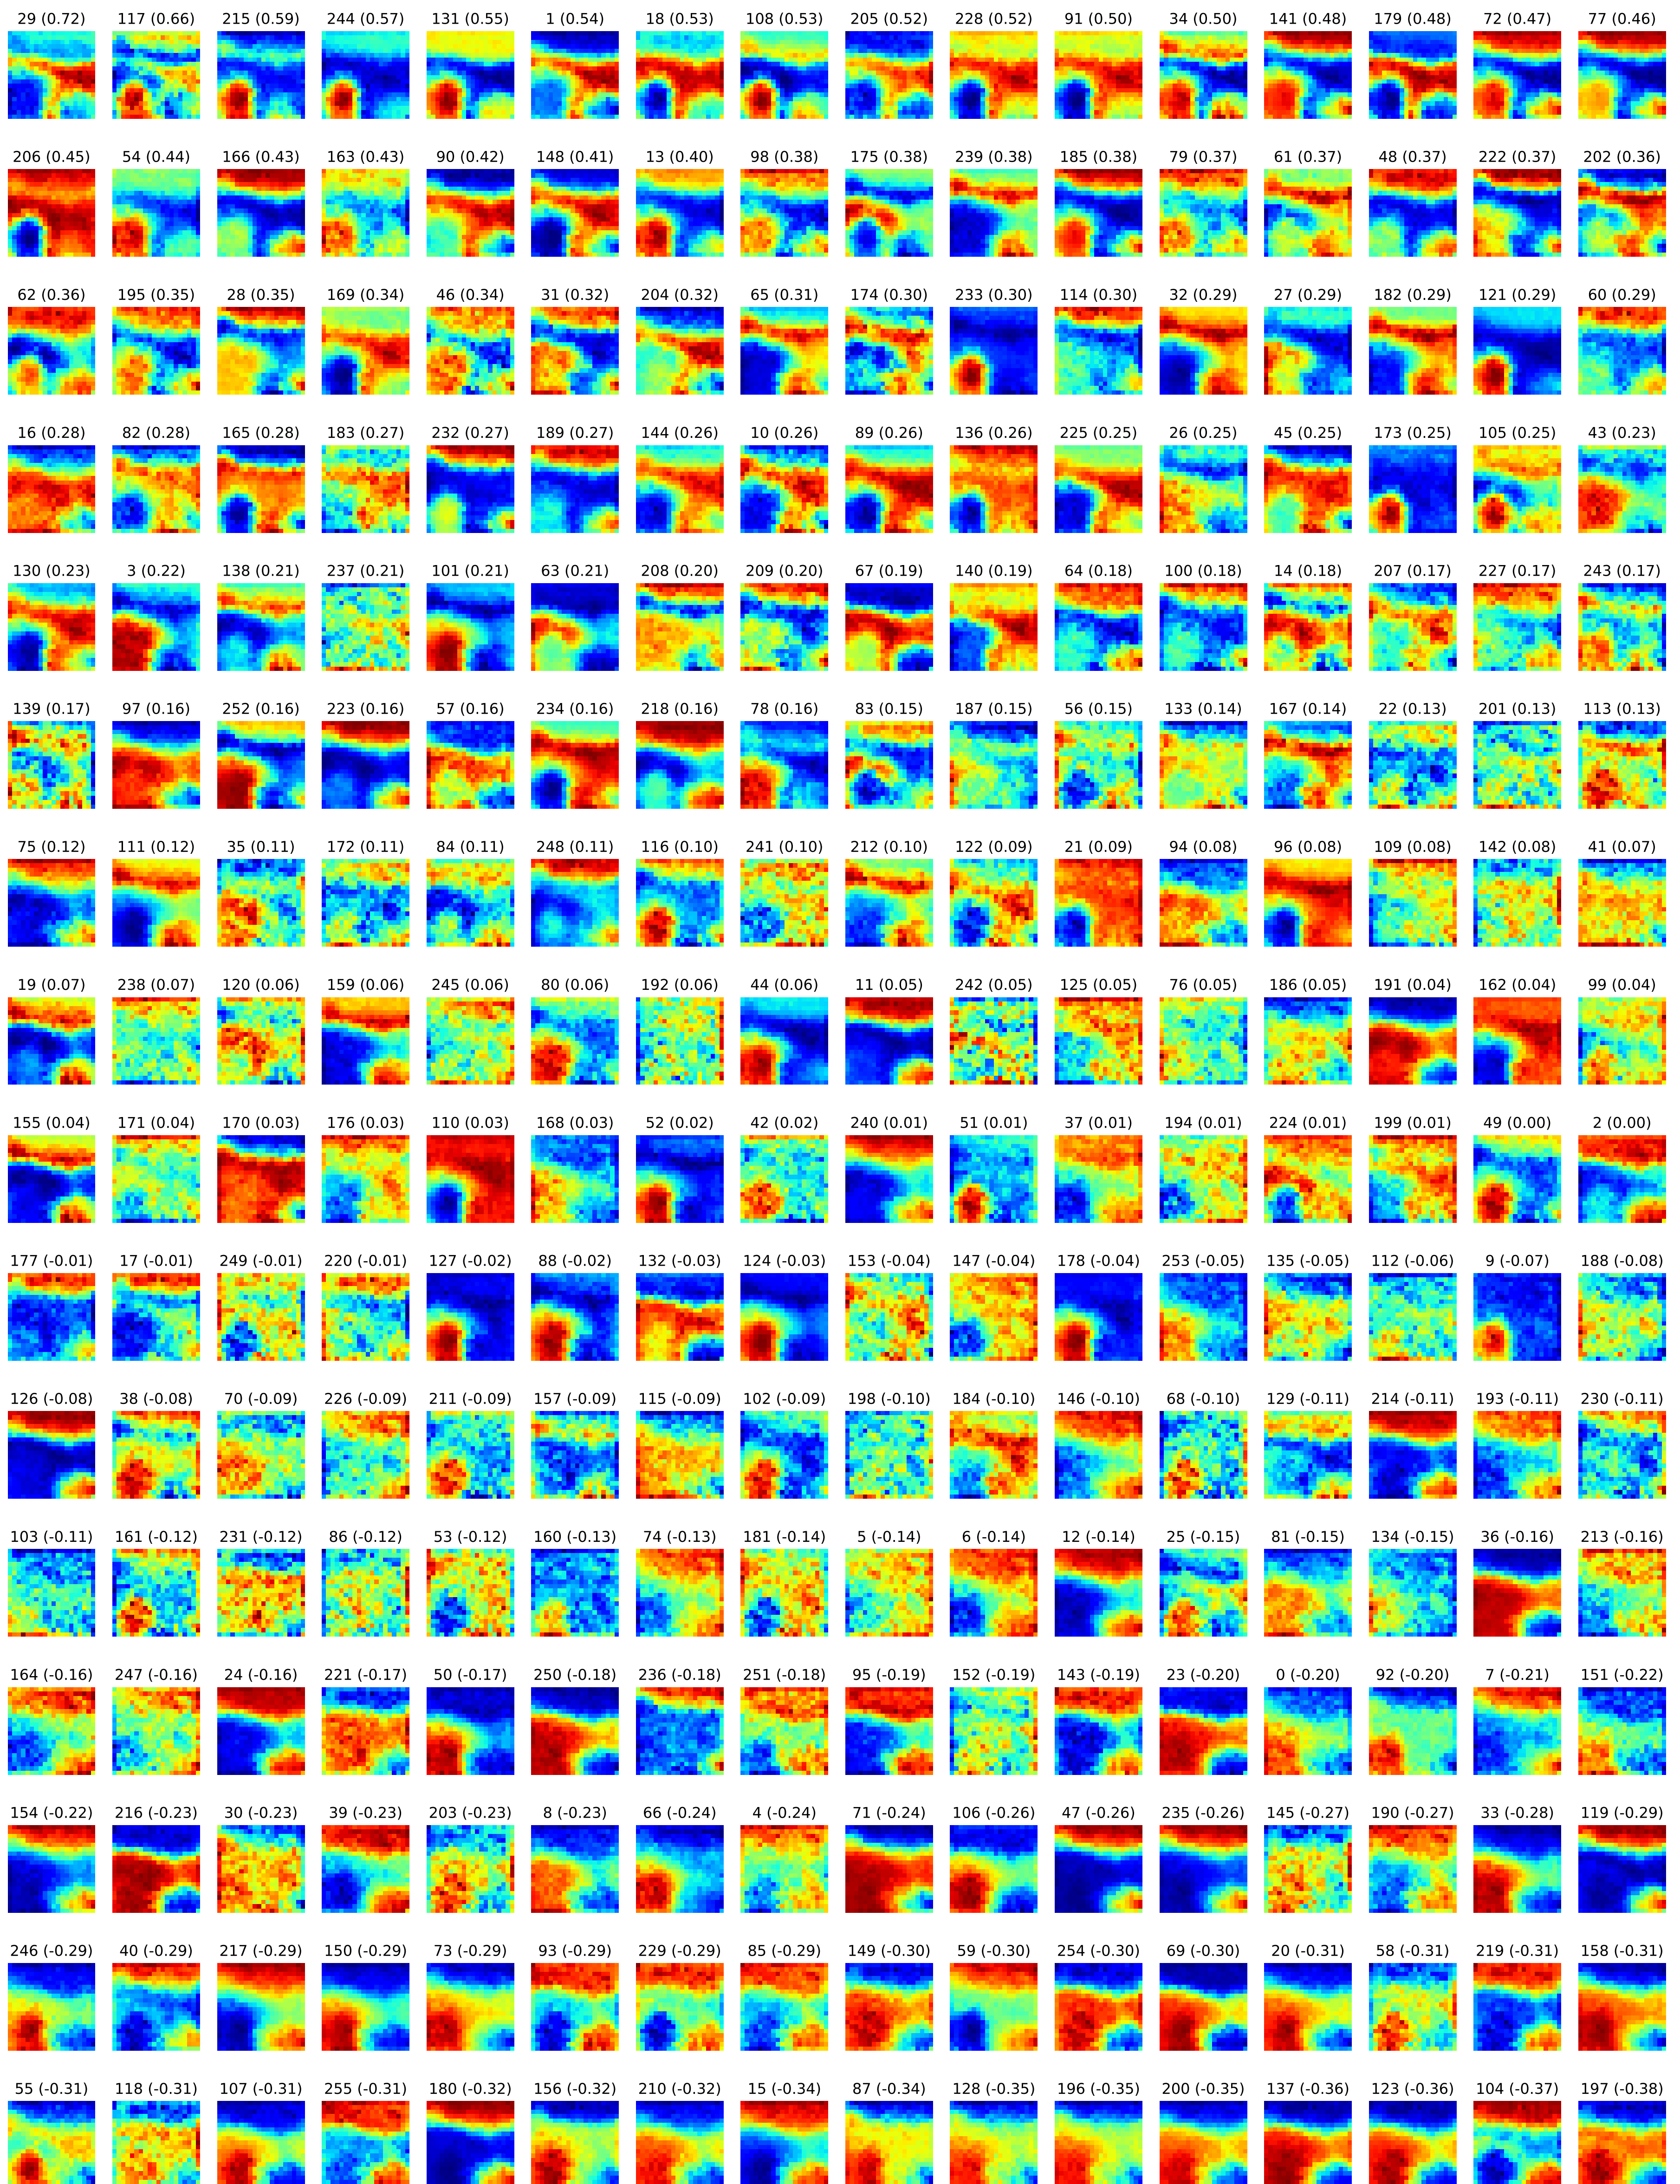 29 (0.72) 117 (0.66) 215 (0.59) 244 (0.57) 131 (0.55) 1 (0.54) 18 (0.53) 108 (0.53) 205 (0.52) 228 (0.52) 91 (0.50) 34 (0.50) 141 (0.48) 179 (0.48) 72 (0.47) 77 (0.46)
206 (0.45) 54 (0.44) 166 (0.43) 163 (0.43) 90 (0.42) 148 (0.41) 13 (0.40) 98 (0.38) 175 (0.38) 239 (0.38) 185 (0.38) 79 (0.37) 61 (0.37) 48 (0.37) 222 (0.37) 202 (0.36)
62 (0.36) 195 (0.35) 28 (0.35) 169 (0.34) 46 (0.34) 31 (0.32) 204 (0.32) 65 (0.31) 174 (0.30) 233 (0.30) 114 (0.30) 32 (0.29) 27 (0.29) 182 (0.29) 121 (0.29) 60 (0.29)
16 (0.28) 82 (0.28) 165 (0.28) 183 (0.27) 232 (0.27) 189 (0.27) 144 (0.26) 10 (0.26) 89 (0.26) 136 (0.26) 225 (0.25) 26 (0.25) 45 (0.25) 173 (0.25) 105 (0.25) 43 (0.23)
130 (0.23) 3 (0.22) 138 (0.21) 237 (0.21) 101 (0.21) 63 (0.21) 208 (0.20) 209 (0.20) 67 (0.19) 140 (0.19) 64 (0.18) 100 (0.18) 14 (0.18) 207 (0.17) 227 (0.17) 243 (0.17)
139 (0.17) 97 (0.16) 252 (0.16) 223 (0.16) 57 (0.16) 234 (0.16) 218 (0.16) 78 (0.16) 83 (0.15) 187 (0.15) 56 (0.15) 133 (0.14) 167 (0.14) 22 (0.13) 201 (0.13) 113 (0.13)
75 (0.12) 111 (0.12) 35 (0.11) 172 (0.11) 84 (0.11) 248 (0.11) 116 (0.10) 241 (0.10) 212 (0.10) 122 (0.09) 21 (0.09) 94 (0.08) 96 (0.08) 109 (0.08) 142 (0.08) 41 (0.07)
19 (0.07) 238 (0.07) 120 (0.06) 159 (0.06) 245 (0.06) 80 (0.06) 192 (0.06) 44 (0.06) 11 (0.05) 242 (0.05) 125 (0.05) 76 (0.05) 186 (0.05) 191 (0.04) 162 (0.04) 99 (0.04)
155 (0.04) 171 (0.04) 170 (0.03) 176 (0.03) 110 (0.03) 168 (0.03) 52 (0.02) 42 (0.02) 240 (0.01) 51 (0.01) 37 (0.01) 194 (0.01) 224 (0.01) 199 (0.01) 49 (0.00) 2 (0.00)
177 (-0.01) 17 (-0.01) 249 (-0.01) 220 (-0.01) 127 (-0.02) 88 (-0.02) 132 (-0.03) 124 (-0.03) 153 (-0.04) 147 (-0.04) 178 (-0.04) 253 (-0.05) 135 (-0.05) 112 (-0.06) 9 (-0.07) 188 (-0.08)
126 (-0.08) 38 (-0.08) 70 (-0.09) 226 (-0.09) 211 (-0.09) 157 (-0.09) 115 (-0.09) 102 (-0.09) 198 (-0.10) 184 (-0.10) 146 (-0.10) 68 (-0.10) 129 (-0.11) 214 (-0.11) 193 (-0.11) 230 (-0.11)
103 (-0.11) 161 (-0.12) 231 (-0.12) 86 (-0.12) 53 (-0.12) 160 (-0.13) 74 (-0.13) 181 (-0.14) 5 (-0.14) 6 (-0.14) 12 (-0.14) 25 (-0.15) 81 (-0.15) 134 (-0.15) 36 (-0.16) 213 (-0.16)
164 (-0.16) 247 (-0.16) 24 (-0.16) 221 (-0.17) 50 (-0.17) 250 (-0.18) 236 (-0.18) 251 (-0.18) 95 (-0.19) 152 (-0.19) 143 (-0.19) 23 (-0.20) 0 (-0.20) 92 (-0.20) 7 (-0.21) 151 (-0.22)
154 (-0.22) 216 (-0.23) 30 (-0.23) 39 (-0.23) 203 (-0.23) 8 (-0.23) 66 (-0.24) 4 (-0.24) 71 (-0.24) 106 (-0.26) 47 (-0.26) 235 (-0.26) 145 (-0.27) 190 (-0.27) 33 (-0.28) 119 (-0.29)
246 (-0.29) 40 (-0.29) 217 (-0.29) 150 (-0.29) 73 (-0.29) 93 (-0.29) 229 (-0.29) 85 (-0.29) 149 (-0.30) 59 (-0.30) 254 (-0.30) 69 (-0.30) 20 (-0.31) 58 (-0.31) 219 (-0.31) 158 (-0.31)
55 (-0.31) 118 (-0.31) 107 (-0.31) 255 (-0.31) 180 (-0.32) 156 (-0.32) 210 (-0.32) 15 (-0.34) 87 (-0.34) 128 (-0.35) 196 (-0.35) 200 (-0.35) 137 (-0.36) 123 (-0.36) 104 (-0.37) 197 (-0.38)